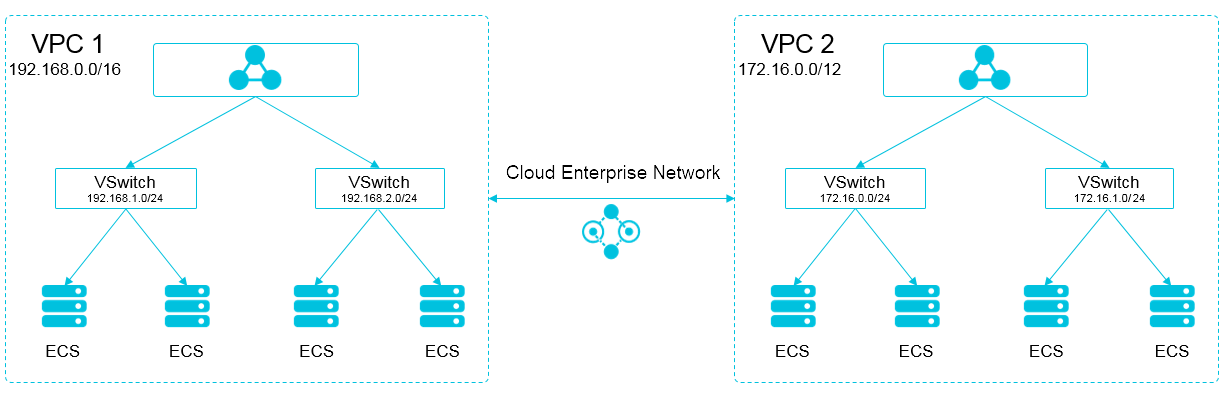 VPC 1
192.168.0.0/16
VSwitch
192.168.1.0/24
VSwitch
192.168.2.0/24
ECS
ECS
ECS
ECS
Cloud Enterprise Network
VPC 2
172.16.0.0/12
VSwitch
172.16.0.0/24
VSwitch
172.16.1.0/24
ECS
ECS
ECS
ECS